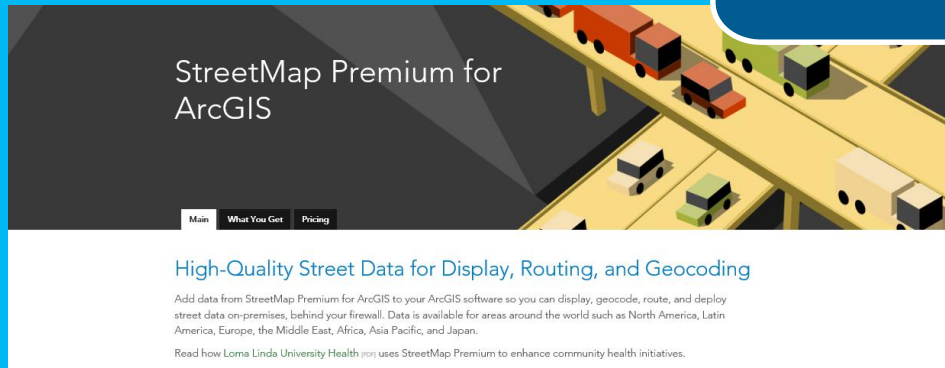 StreetMap Premium for
ArcGIS
Main What You Get Pricing
High-Quality Street Data for Display, Routing, and Geocoding
Add data from StreetMap Premium for ArcGIS to your ArcGIS software so you can display, geocode, route, and deploy
street data on-premises, behind your firewall. Data is available for areas around the world such as North America, Latin
America, Europe, the Middle East, Africa, Asia Pacific, and Japan.
Read how Loma Linda University Health [PDF] uses StreetMap Premium to enhance community health initiatives.